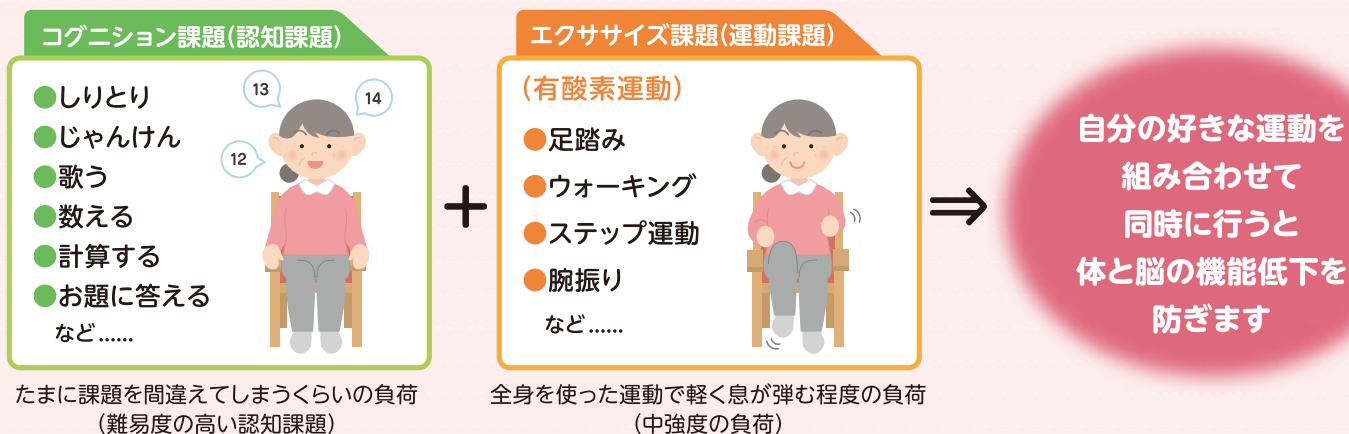 コグニション課題(認知課題)
●しりとり
●じゃんけん
●歌う
●数える
●計算する
●お題に答える
など……
13
14
12
たまに課題を間違えてしまうくらいの負荷
(難易度の高い認知課題)
+
エクササイズ課題(運動課題)
(有酸素運動)
●足踏み
●ウォーキング
●ステップ運動
●腕振り
など……
全身を使った運動で軽く息が弾む程度の負荷
(中強度の負荷)
⇒
自分の好きな運動を
組み合わせて
同時に行うと
体と脳の機能低下を
防ぎます